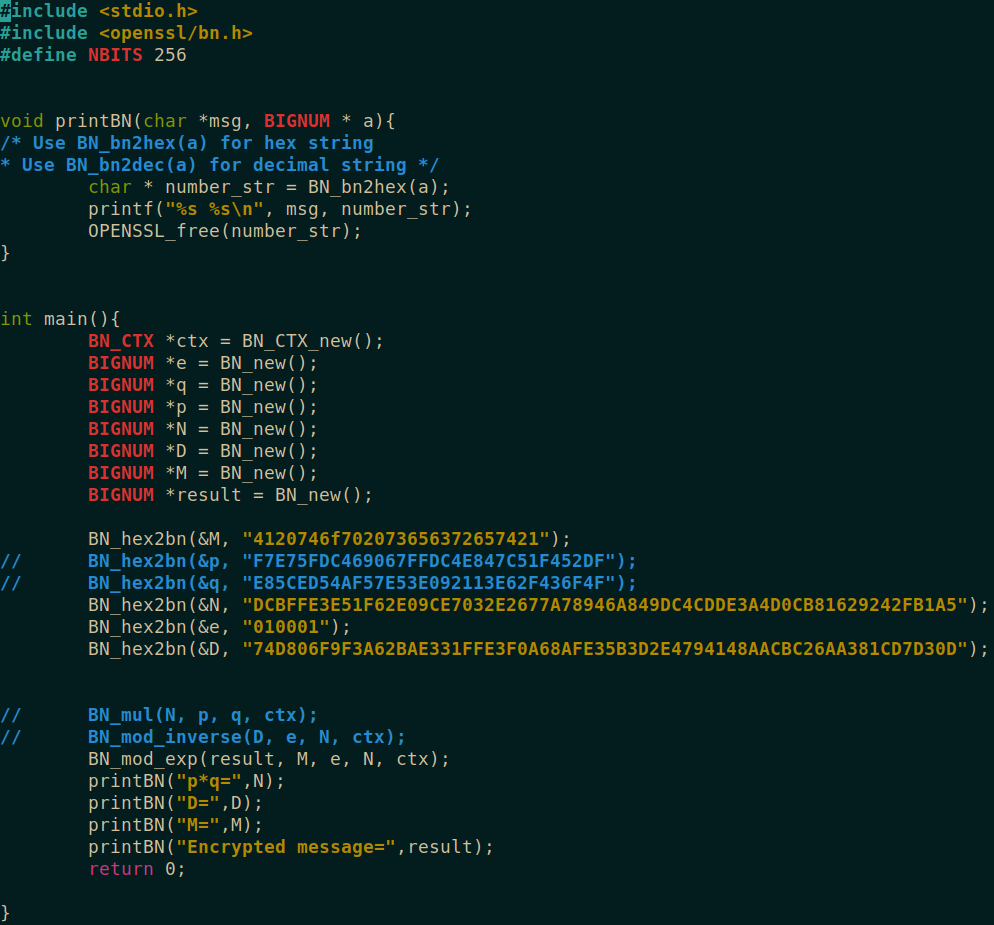 #include <stdio.h>
#include <openssl/bn.h>
#define NBITS 256
void printBN(char *msg, BIGNUM * a){
/* Use BN_bn2hex(a) for hex string
* Use BN_bn2dec(a) for decimal string */
char * number_str = BN_bn2hex(a);
printf("%s %s\n", msg, number_str);
OPENSSL_free(number_str);
}
int main(){
BN_CTX *ctx = BN_CTX_new();
BIGNUM *e = BN_new();
BIGNUM *q = BN_new();
BIGNUM *p = BN_new();
BIGNUM *N = BN_new();
BIGNUM *D = BN_new();
BIGNUM *M = BN_new();
BIGNUM *result = BN_new();
BN_hex2bn(&M, "4120746f702073656372657421");
// BN_hex2bn(&p, "F7E75FDC469067FFDC4E847C51F452DF");
// BN_hex2bn(&q, "E85CED54AF57E53E092113E62F436F4F");
BN_hex2bn(&N, "DCBFFE3E51F62E09CE7032E2677A78946A849DC4CDDE3A4D0CB81629242FB1A5");
BN_hex2bn(&e, "010001");
BN_hex2bn(&D, "74D806F9F3A62BAE331FFE3F0A68AFE35B3D2E4794148AACBC26AA381CD7D30D");
// BN_mul(N, p, q, ctx);
// BN_mod_inverse(D, e, N, ctx);
BN_mod_exp(result, M, e, N, ctx);
printBN("p*q=",N);
printBN("D=",D);
printBN("M=",M);
printBN("Encrypted message=",result);
return 0;
}